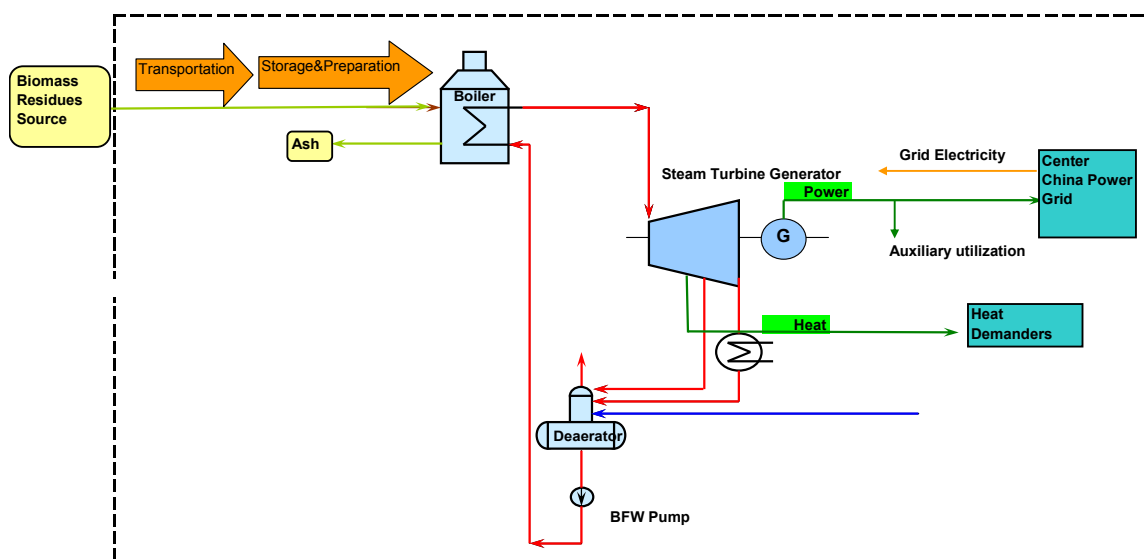 Transportation
Storage&Preparation
Biomass
Residues
Source
Boiler
Ash
Grid Electricity
Center
China Power
Grid
Steam Turbine Generator
Power
G
Auxiliary utilization
Heat
Heat
Demanders
Deaerator
BFW Pump